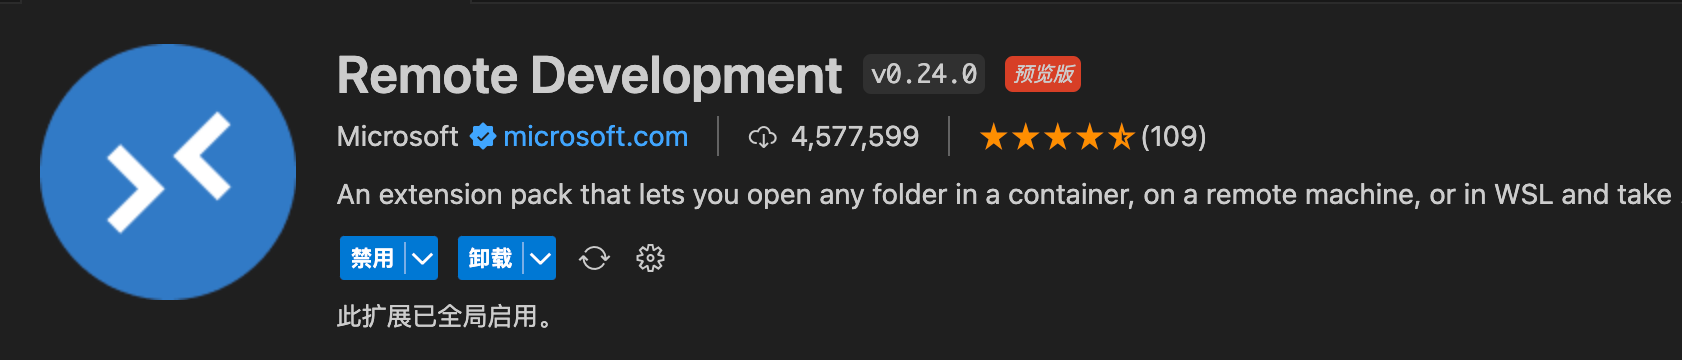 Remote Development v0.24.0 预览版
Microsoft microsoft.com 4,577,599 (109)
An extension pack that lets you open any folder in a container, on a remote machine, or in WSL and take
禁用 卸载
此扩展已全局启用。